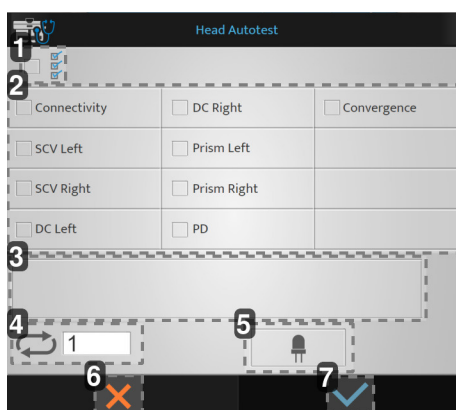 Head Autotest
1
2
Connectivity DC Right Convergence
SCV Left Prism Left
SCV Right Prism Right
DC Left PD
3
4 1 5
6 7